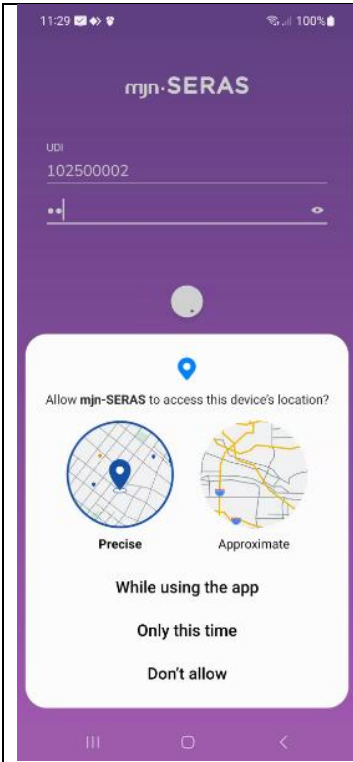 11:29 100%
mjn·SERAS
UDI
102500002
••
Allow mjn-SERAS to access this device's location?
Precise Approximate
While using the app
Only this time
Don't allow